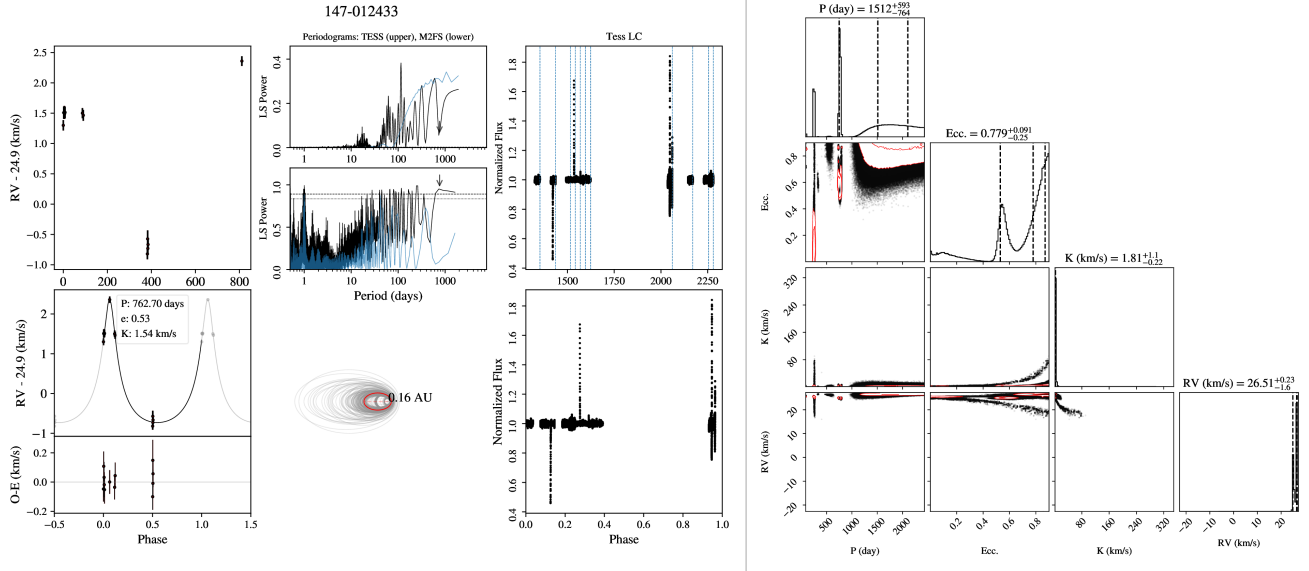 147-012433
RV - 24.9 (km/s)
2.5
2.0
1.5
1.0
0.5
0.0
−0.5
−1.0
0 200 400 600 800
Periodograms: TESS (upper), M2FS (lower)
LS Power
0.4
0.2
0.0
1 10 100 1000
LS Power
1.0
0.5
0.0
1 10 100 1000
Period (days)
Tess LC
Normalized Flux
1.8
1.6
1.4
1.2
1.0
0.8
0.6
0.4
1500 1750 2000 2250
RV - 24.9 (km/s)
2
1
0
−1
P: 762.70 days
e: 0.53
K: 1.54 km/s
O-E (km/s)
0.2
0.0
−0.2
−0.5 0.0 0.5 1.0 1.5
Phase
0.16 AU
Normalized Flux
1.8
1.6
1.4
1.2
1.0
0.8
0.6
0.4
0.0 0.2 0.4 0.6 0.8 1.0
Phase
P (day) = 1512+593−764
Ecc. = 0.779+0.091−0.25
Ecc.
0.8
0.6
0.4
0.2
K (km/s) = 1.81+1.1−0.22
K (km/s)
320
240
160
80
RV (km/s) = 26.51+0.23−1.6
RV (km/s)
20
10
0
−10
−20
500 1000 1500 2000
P (day)
0.2 0.4 0.6 0.8
Ecc.
80 160 240 320
K (km/s)
−20 −10 0 10 20
RV (km/s)